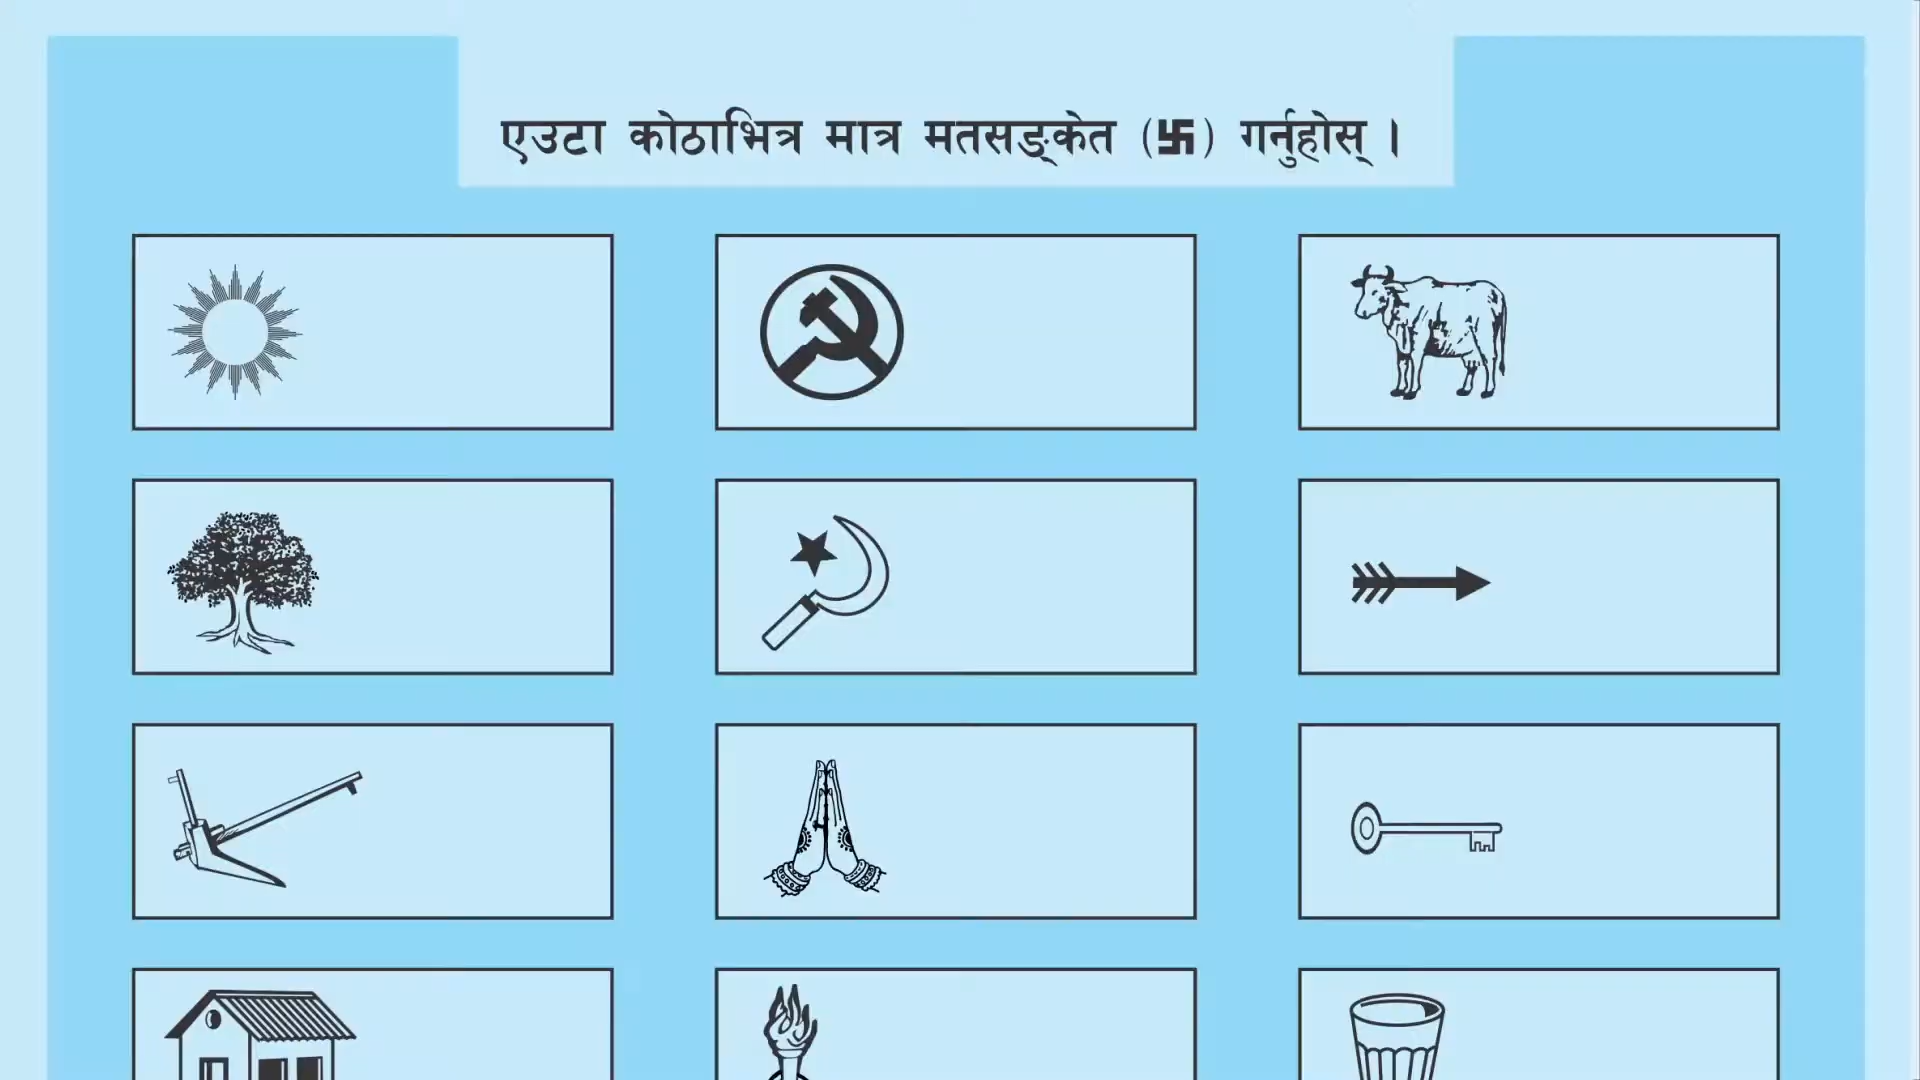 एउटा कोठाभित्र मात्र मतसङ्केत (卐) गर्नुहोस् ।